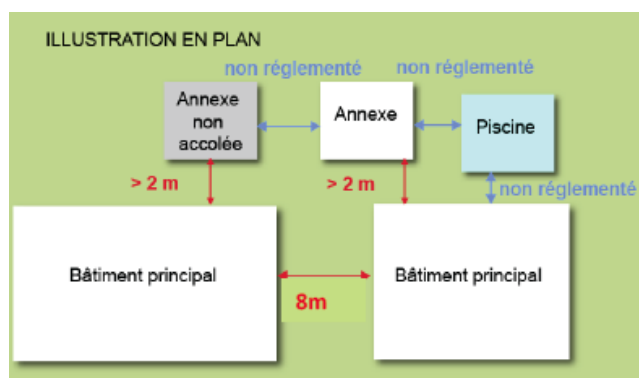 ILLUSTRATION EN PLAN
non réglementé
non réglementé
Annexe
non
accolée
Annexe
Piscine
> 2 m
> 2 m
non réglementé
Bâtiment principal
Bâtiment principal
8m